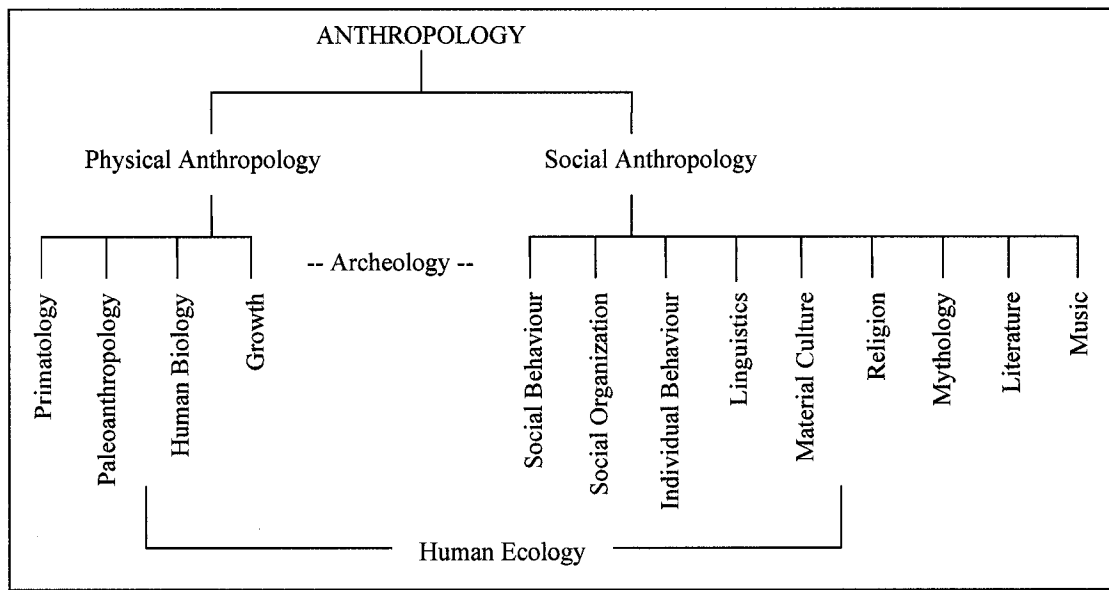 ANTHROPOLOGY
Physical Anthropology
Social Anthropology
-- Archeology --
Primatology
Paleoanthropology
Human Biology
Growth
Social Behaviour
Social Organization
Individual Behaviour
Linguistics
Material Culture
Religion
Mythology
Literature
Music
Human Ecology